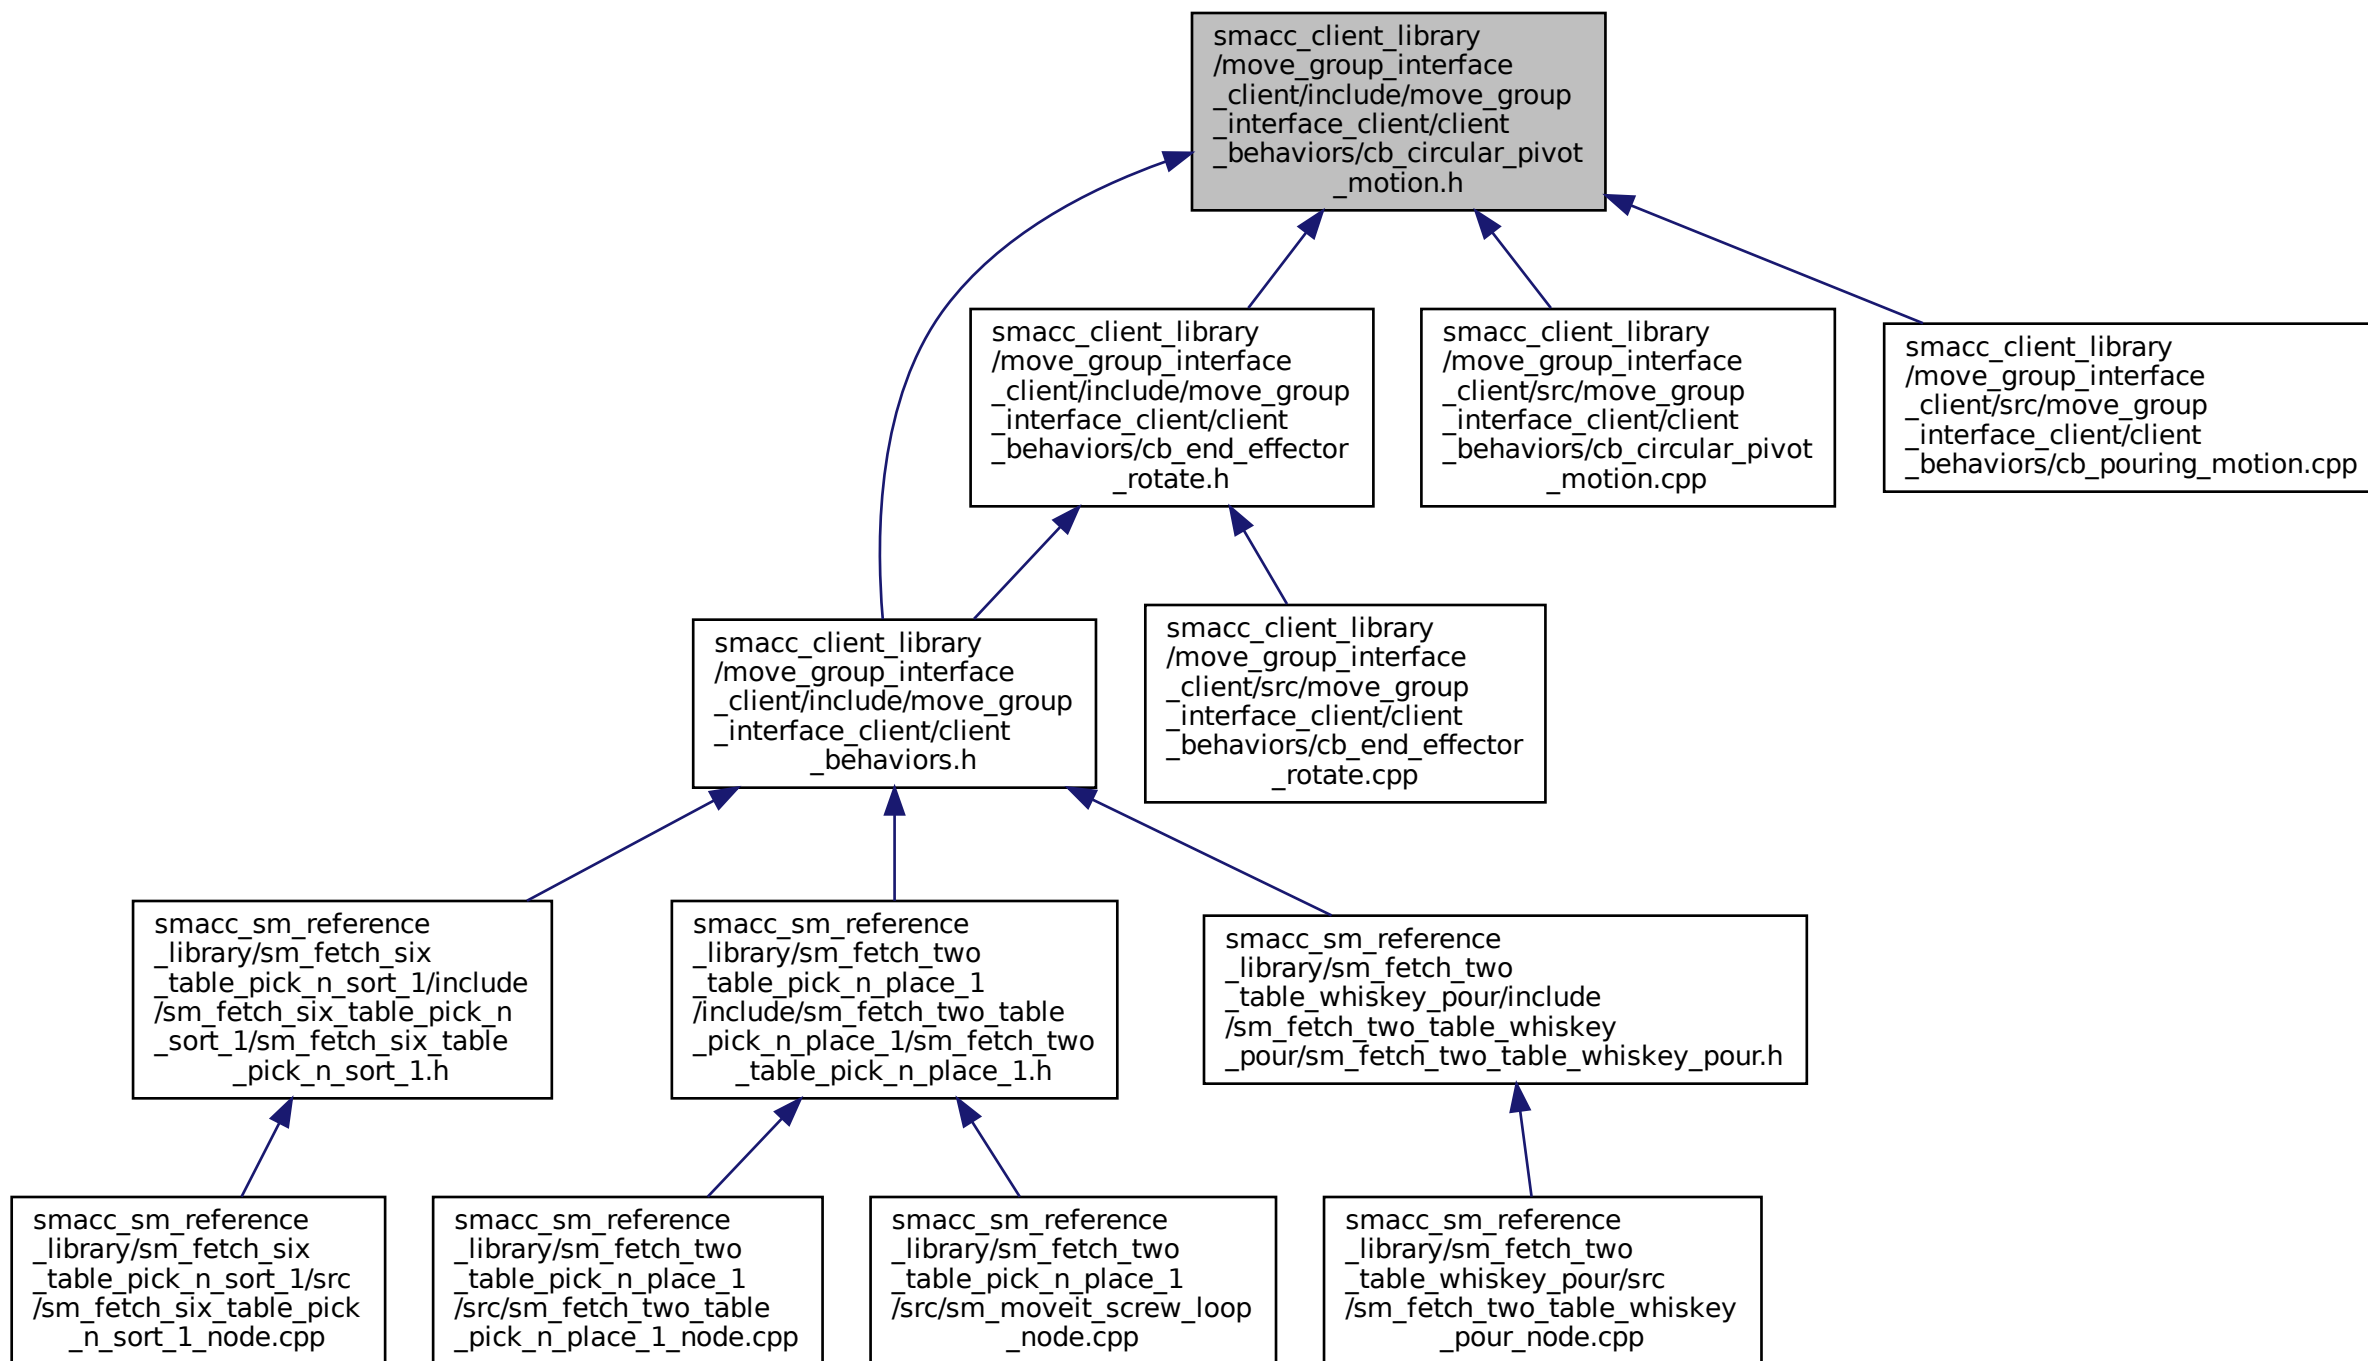 smacc_client_library
/move_group_interface
_client/include/move_group
_interface_client/client
_behaviors/cb_circular_pivot
_motion.h
smacc_client_library
/move_group_interface
_client/include/move_group
_interface_client/client
_behaviors/cb_end_effector
_rotate.h
smacc_client_library
/move_group_interface
_client/src/move_group
_interface_client/client
_behaviors/cb_circular_pivot
_motion.cpp
smacc_client_library
/move_group_interface
_client/src/move_group
_interface_client/client
_behaviors/cb_pouring_motion.cpp
smacc_client_library
/move_group_interface
_client/include/move_group
_interface_client/client
_behaviors.h
smacc_client_library
/move_group_interface
_client/src/move_group
_interface_client/client
_behaviors/cb_end_effector
_rotate.cpp
smacc_sm_reference
_library/sm_fetch_six
_table_pick_n_sort_1/include
/sm_fetch_six_table_pick_n
_sort_1/sm_fetch_six_table
_pick_n_sort_1.h
smacc_sm_reference
_library/sm_fetch_two
_table_pick_n_place_1
/include/sm_fetch_two_table
_pick_n_place_1/sm_fetch_two
_table_pick_n_place_1.h
smacc_sm_reference
_library/sm_fetch_two
_table_whiskey_pour/include
/sm_fetch_two_table_whiskey
_pour/sm_fetch_two_table_whiskey_pour.h
smacc_sm_reference
_library/sm_fetch_six
_table_pick_n_sort_1/src
/sm_fetch_six_table_pick
_n_sort_1_node.cpp
smacc_sm_reference
_library/sm_fetch_two
_table_pick_n_place_1
/src/sm_fetch_two_table
_pick_n_place_1_node.cpp
smacc_sm_reference
_library/sm_fetch_two
_table_pick_n_place_1
/src/sm_moveit_screw_loop
_node.cpp
smacc_sm_reference
_library/sm_fetch_two
_table_whiskey_pour/src
/sm_fetch_two_table_whiskey
_pour_node.cpp